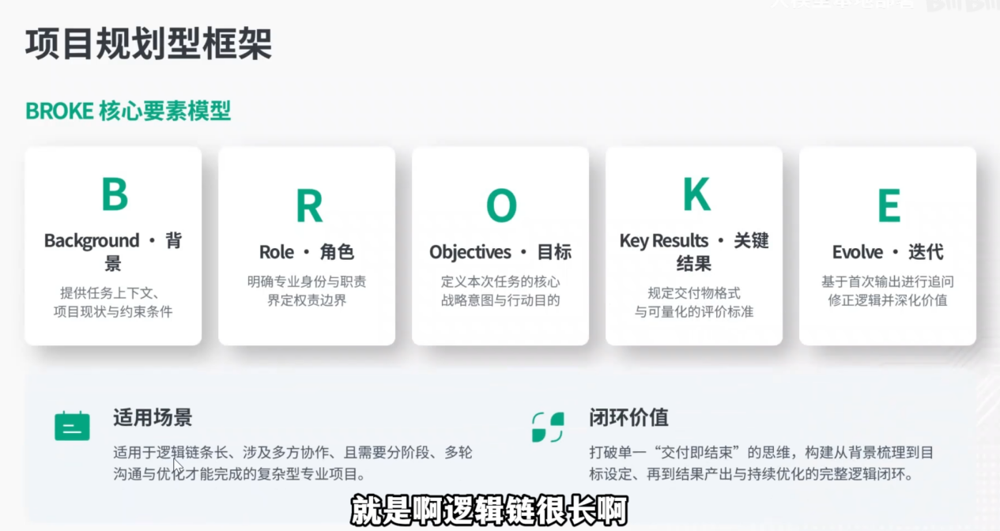 项目规划型框架
BROKE 核心要素模型
B
Background · 背
景
提供任务上下文、
项目现状与约束条件
R
Role · 角色
明确专业身份与职责
界定权责边界
O
Objectives · 目标
定义本次任务的核心
战略意图与行动目的
K
Key Results · 关键
结果
规定交付物格式
与可量化的评价标准
E
Evolve · 迭代
基于首次输出进行追问
修正逻辑并深化价值
适用场景
适用于逻辑链条长、涉及多方协作、且需要分阶段、多轮
沟通与优化才能完成的复杂型专业项目。
闭环价值
打破单一“交付即结束”的思维，构建从背景梳理到目
标设定、再到结果产出与持续优化的完整逻辑闭环。
就是啊逻辑链很长啊